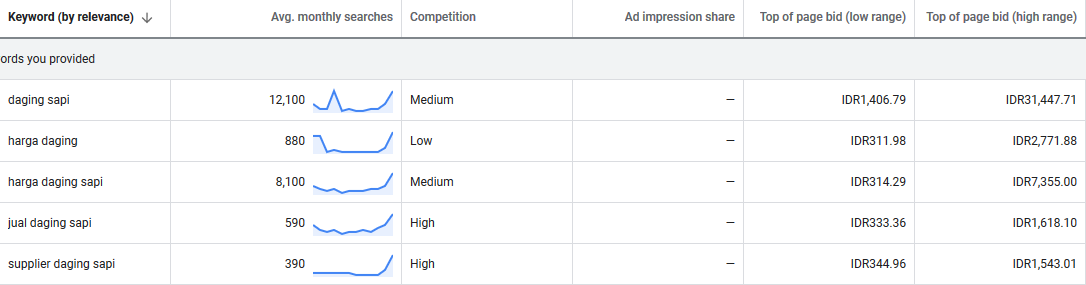 Keyword (by relevance) ↓ Avg. monthly searches Competition Ad impression share Top of page bid (low range) Top of page bid (high range)
ords you provided
daging sapi 12,100 Medium – IDR1,406.79 IDR31,447.71
harga daging 880 Low – IDR311.98 IDR2,771.88
harga daging sapi 8,100 Medium – IDR314.29 IDR7,355.00
jual daging sapi 590 High – IDR333.36 IDR1,618.10
supplier daging sapi 390 High – IDR344.96 IDR1,543.01